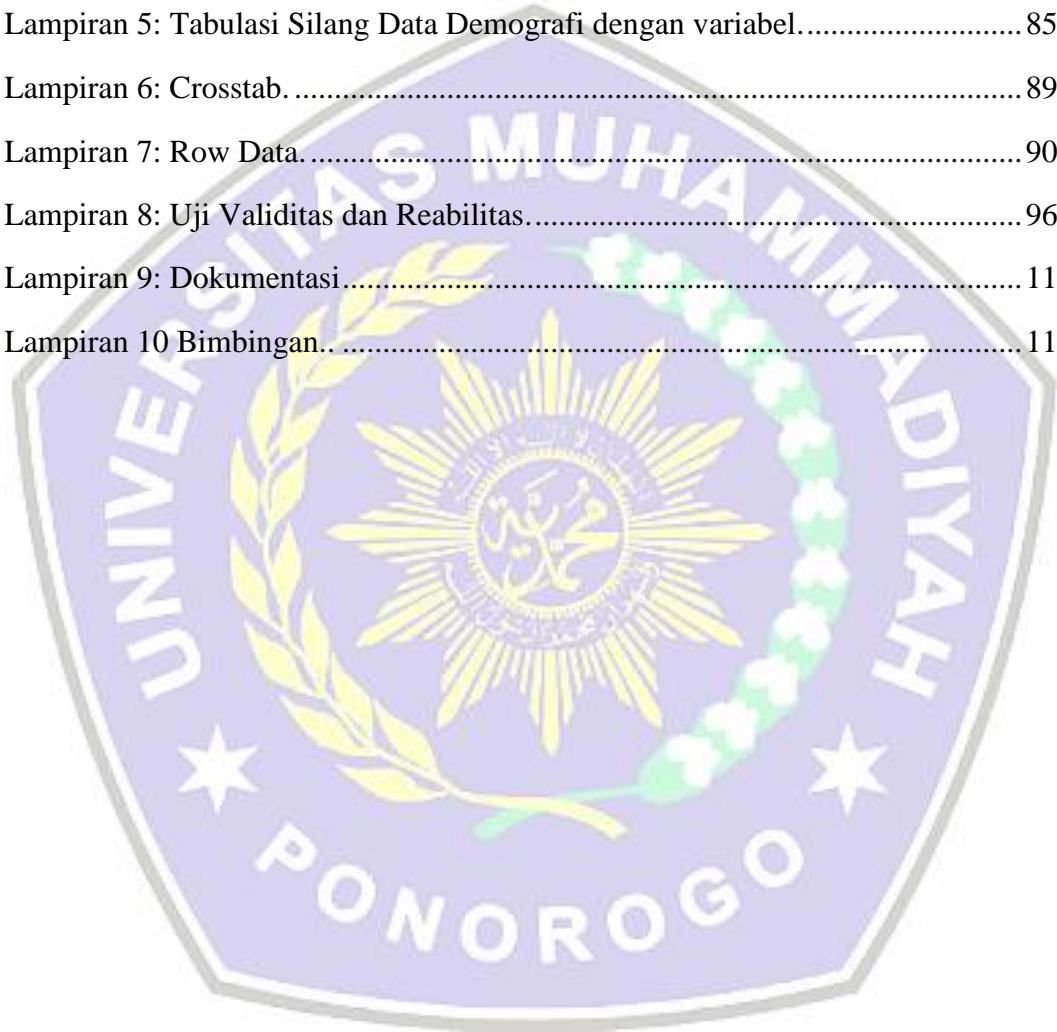 Lampiran 5: Tabulasi Silang Data Demografi dengan variabel........................... 85
Lampiran 6: Crosstab. ........................................................................................... 89
Lampiran 7: Row Data. ......................................................................................... 90
Lampiran 8: Uji Validitas dan Reabilitas............................................................. 96
Lampiran 9: Dokumentasi..................................................................................... 11
Lampiran 10 Bimbingan.. ..................................................................................... 11
UNIVERSITAS MUHAMMADIYAH
PONOROGO
محمدية